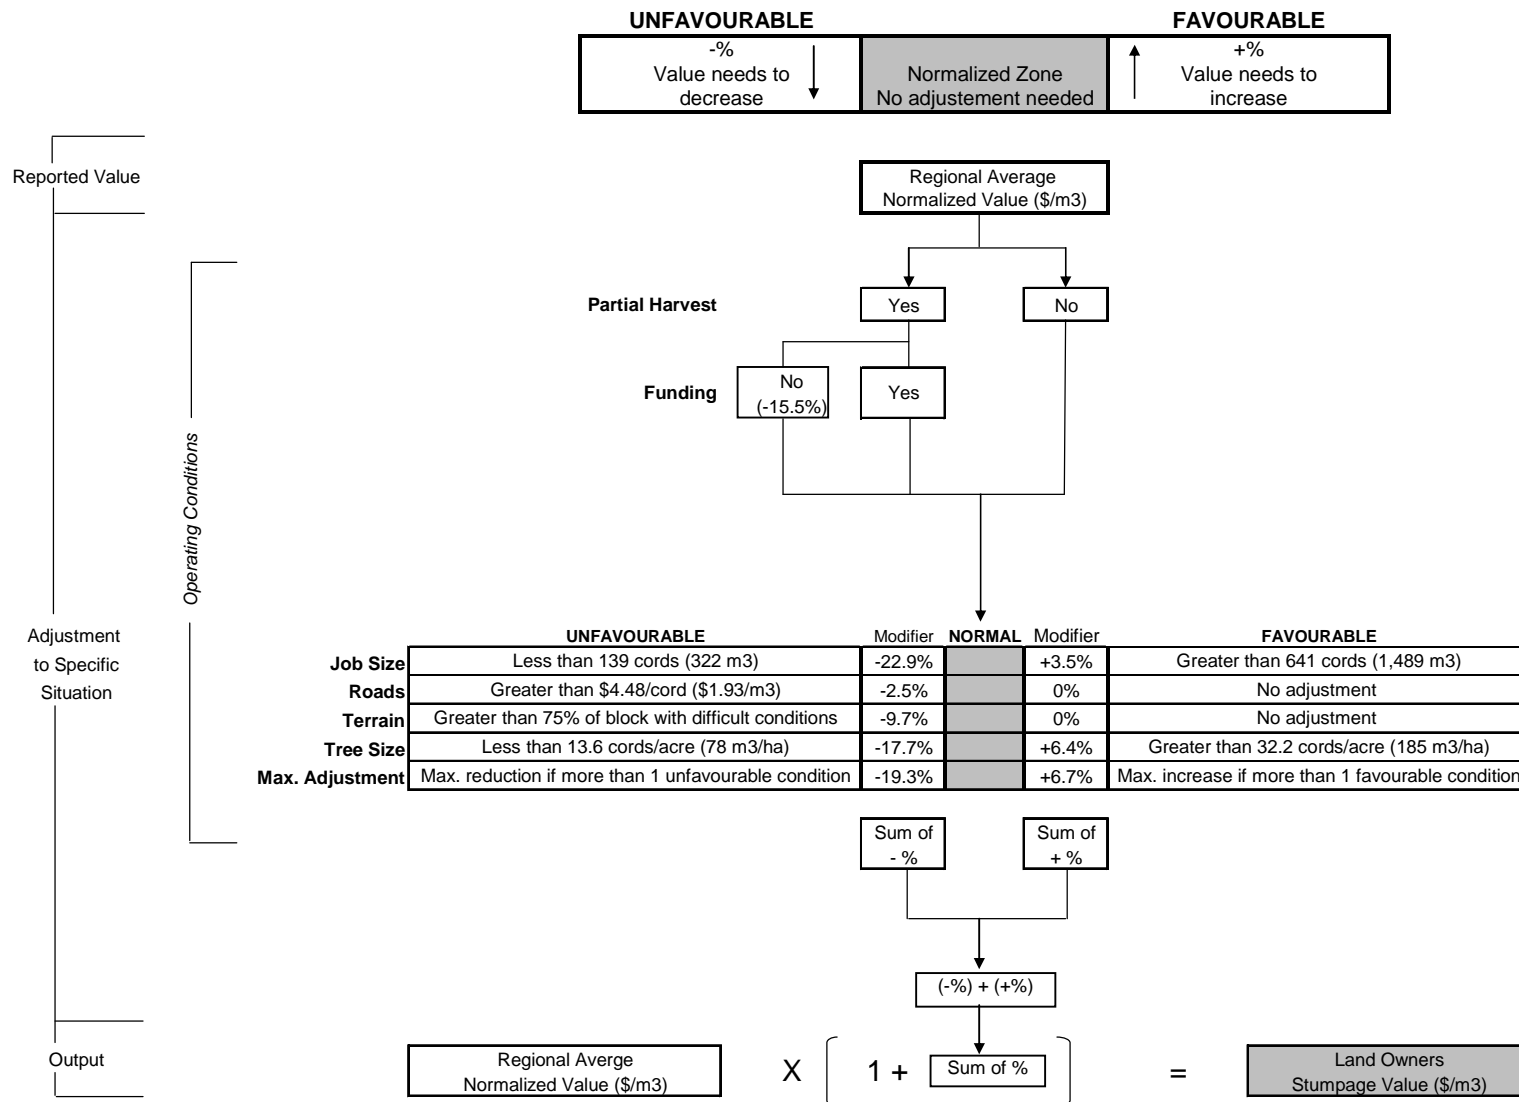 UNFAVOURABLE
FAVOURABLE
-%
Value needs to
decrease
Normalized Zone
No adjustement needed
+%
Value needs to
increase
Reported Value
Regional Average
Normalized Value ($/m3)
Partial Harvest
Yes
No
Funding
No
(-15.5%)
Yes
Operating Conditions
Adjustment
to Specific
Situation
UNFAVOURABLE Modifier NORMAL Modifier FAVOURABLE
Job Size Less than 139 cords (322 m3) -22.9% +3.5% Greater than 641 cords (1,489 m3)
Roads Greater than $4.48/cord ($1.93/m3) -2.5% 0% No adjustment
Terrain Greater than 75% of block with difficult conditions -9.7% 0% No adjustment
Tree Size Less than 13.6 cords/acre (78 m3/ha) -17.7% +6.4% Greater than 32.2 cords/acre (185 m3/ha)
Max. Adjustment Max. reduction if more than 1 unfavourable condition -19.3% +6.7% Max. increase if more than 1 favourable condition
Sum of
- %
Sum of
+ %
(-%) + (+%)
Output
Regional Averge
Normalized Value ($/m3)
X
1 +
Sum of %
=
Land Owners
Stumpage Value ($/m3)